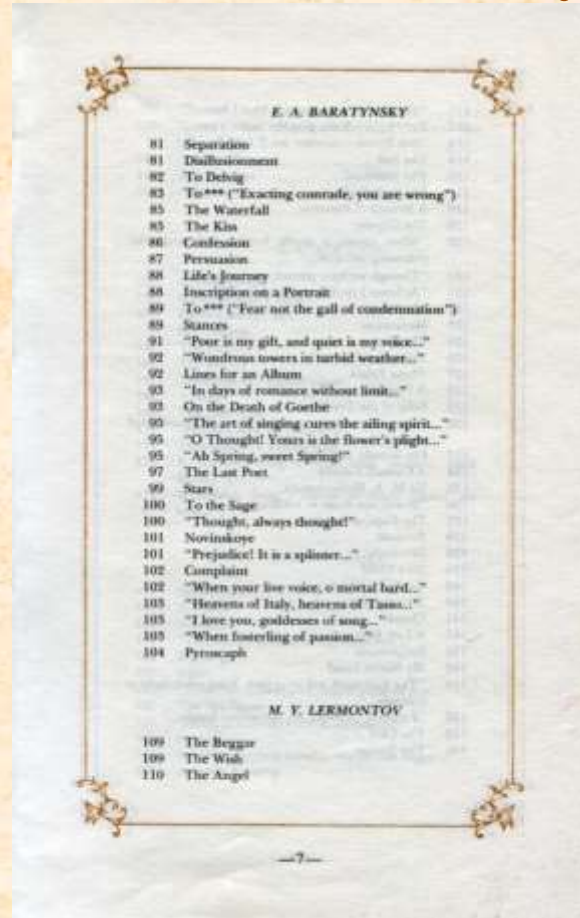 E. A. BARATYNSKY
81 Separation
81 Disillusionment
82 To Delvig
83 To*** ("Exacting comrade, you are wrong")
85 The Waterfall
85 The Kiss
86 Confession
87 Persuasion
88 Life's Journey
88 Inscription on a Portrait
89 To*** ("Fear not the gall of condemnation")
89 Stances
91 "Poor is my gift, and quiet is my voice..."
92 "Wondrous towers in turbid weather..."
92 Lines for an Album
93 "In days of romance without limit..."
93 On the Death of Goethe
95 "The art of singing cures the ailing spirit..."
95 "O Thought! Yours is the flower's plight..."
95 "Ah Spring, sweet Spring!"
97 The Last Poet
99 Stars
100 To the Sage
100 "Thought, always thought!"
101 Novinskoye
101 "Prejudice! It is a splinter..."
102 Complaint
102 "When your live voice, o mortal bard..."
103 "Heavens of Italy, heavens of Tasso..."
103 "I love you, goddesses of song..."
103 "When fosterling of passion..."
104 Pyroscaph
M. Y. LERMONTOV
109 The Beggar
109 The Wish
110 The Angel
—7—